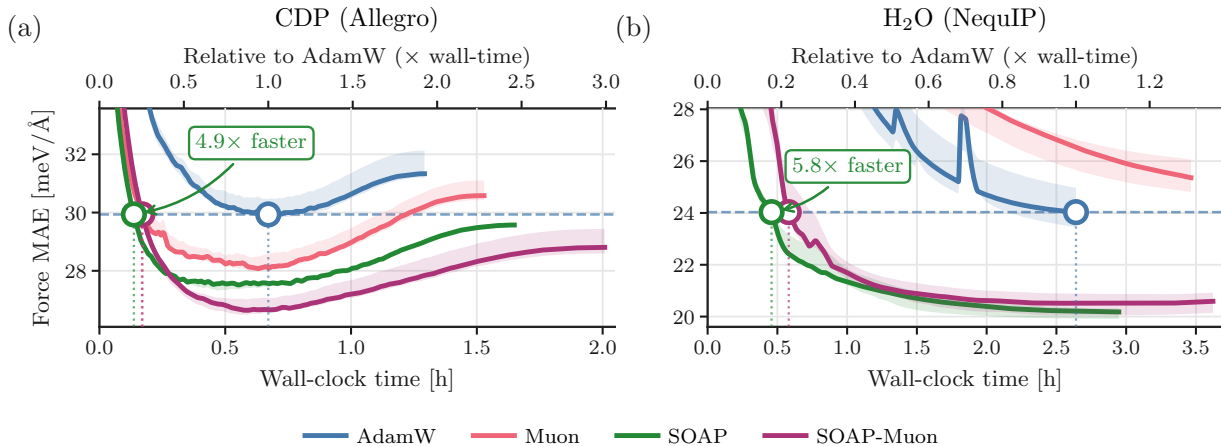 (a)
CDP (Allegro)
Relative to AdamW (× wall-time)
0.0 0.5 1.0 1.5 2.0 2.5 3.0
Force MAE [meV/Å]
32
30
28
4.9× faster
0.0 0.5 1.0 1.5 2.0
Wall-clock time [h]
(b)
H₂O (NequIP)
Relative to AdamW (× wall-time)
0.0 0.2 0.4 0.6 0.8 1.0 1.2
28
26
24
22
20
5.8× faster
0.0 0.5 1.0 1.5 2.0 2.5 3.0 3.5
Wall-clock time [h]
AdamW Muon SOAP SOAP-Muon